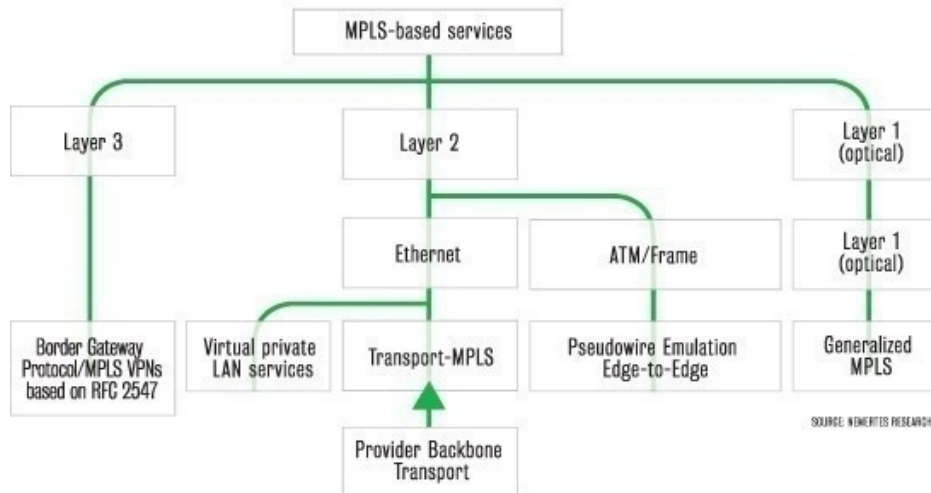 MPLS-based services
Layer 3
Layer 2
Layer 1
(optical)
Ethernet
ATM/Frame
Layer 1
(optical)
Border Gateway
Protocol/MPLS VPNs
based on RFC 2547
Virtual private
LAN services
Transport-MPLS
Pseudowire Emulation
Edge-to-Edge
Generalized
MPLS
SOURCE: NEMERTES RESEARCH
Provider Backbone
Transport